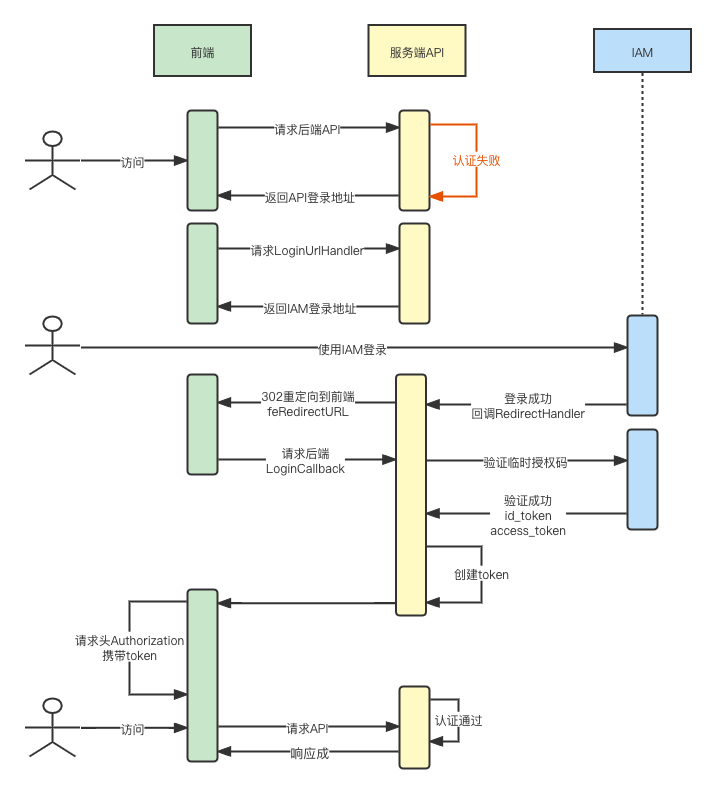 前端
服务端API
IAM
请求后端API
访问
认证失败
返回API登录地址
请求LoginUrlHandler
返回IAM登录地址
使用IAM登录
302重定向到前端
feRedirectURL
登录成功
回调RedirectHandler
请求后端
LoginCallback
验证临时授权码
验证成功
id_token
access_token
创建token
请求头Authorization
携带token
访问
请求API
认证通过
响应成